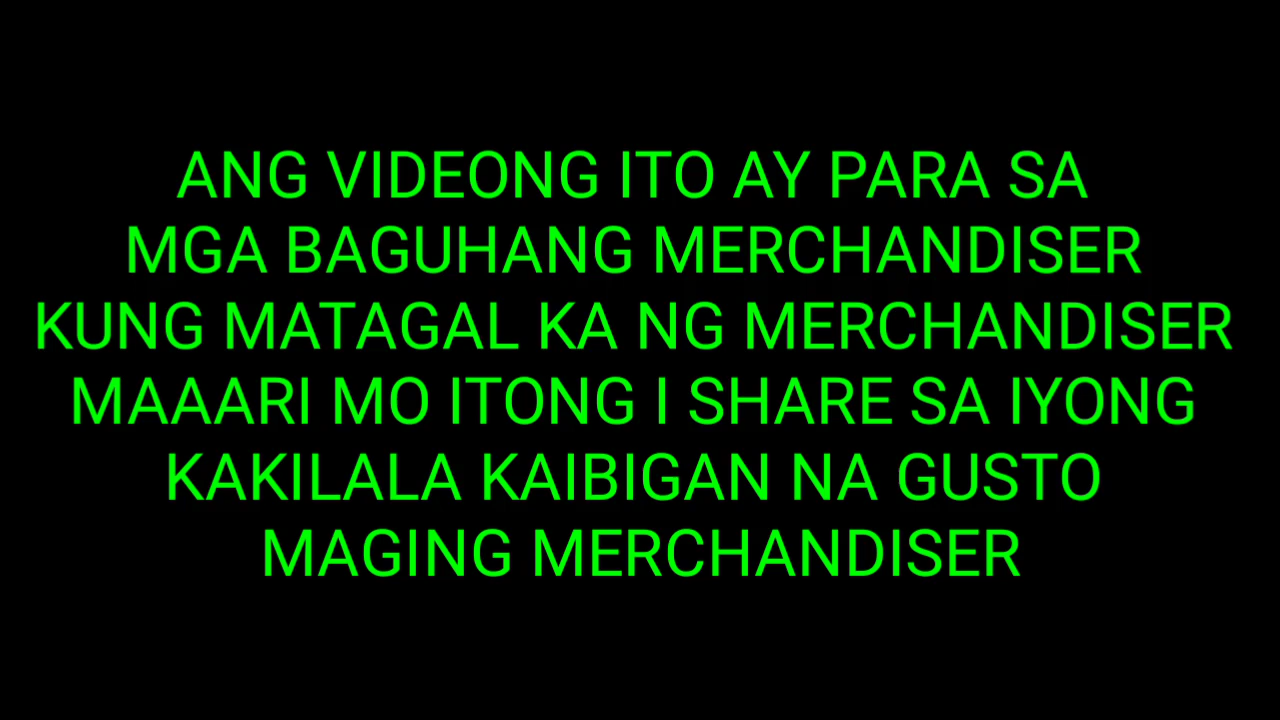 ANG VIDEONG ITO AY PARA SA
MGA BAGUHANG MERCHANDISER
KUNG MATAGAL KA NG MERCHANDISER
MAAARI MO ITONG I SHARE SA IYONG
KAKILALA KAIBIGAN NA GUSTO
MAGING MERCHANDISER